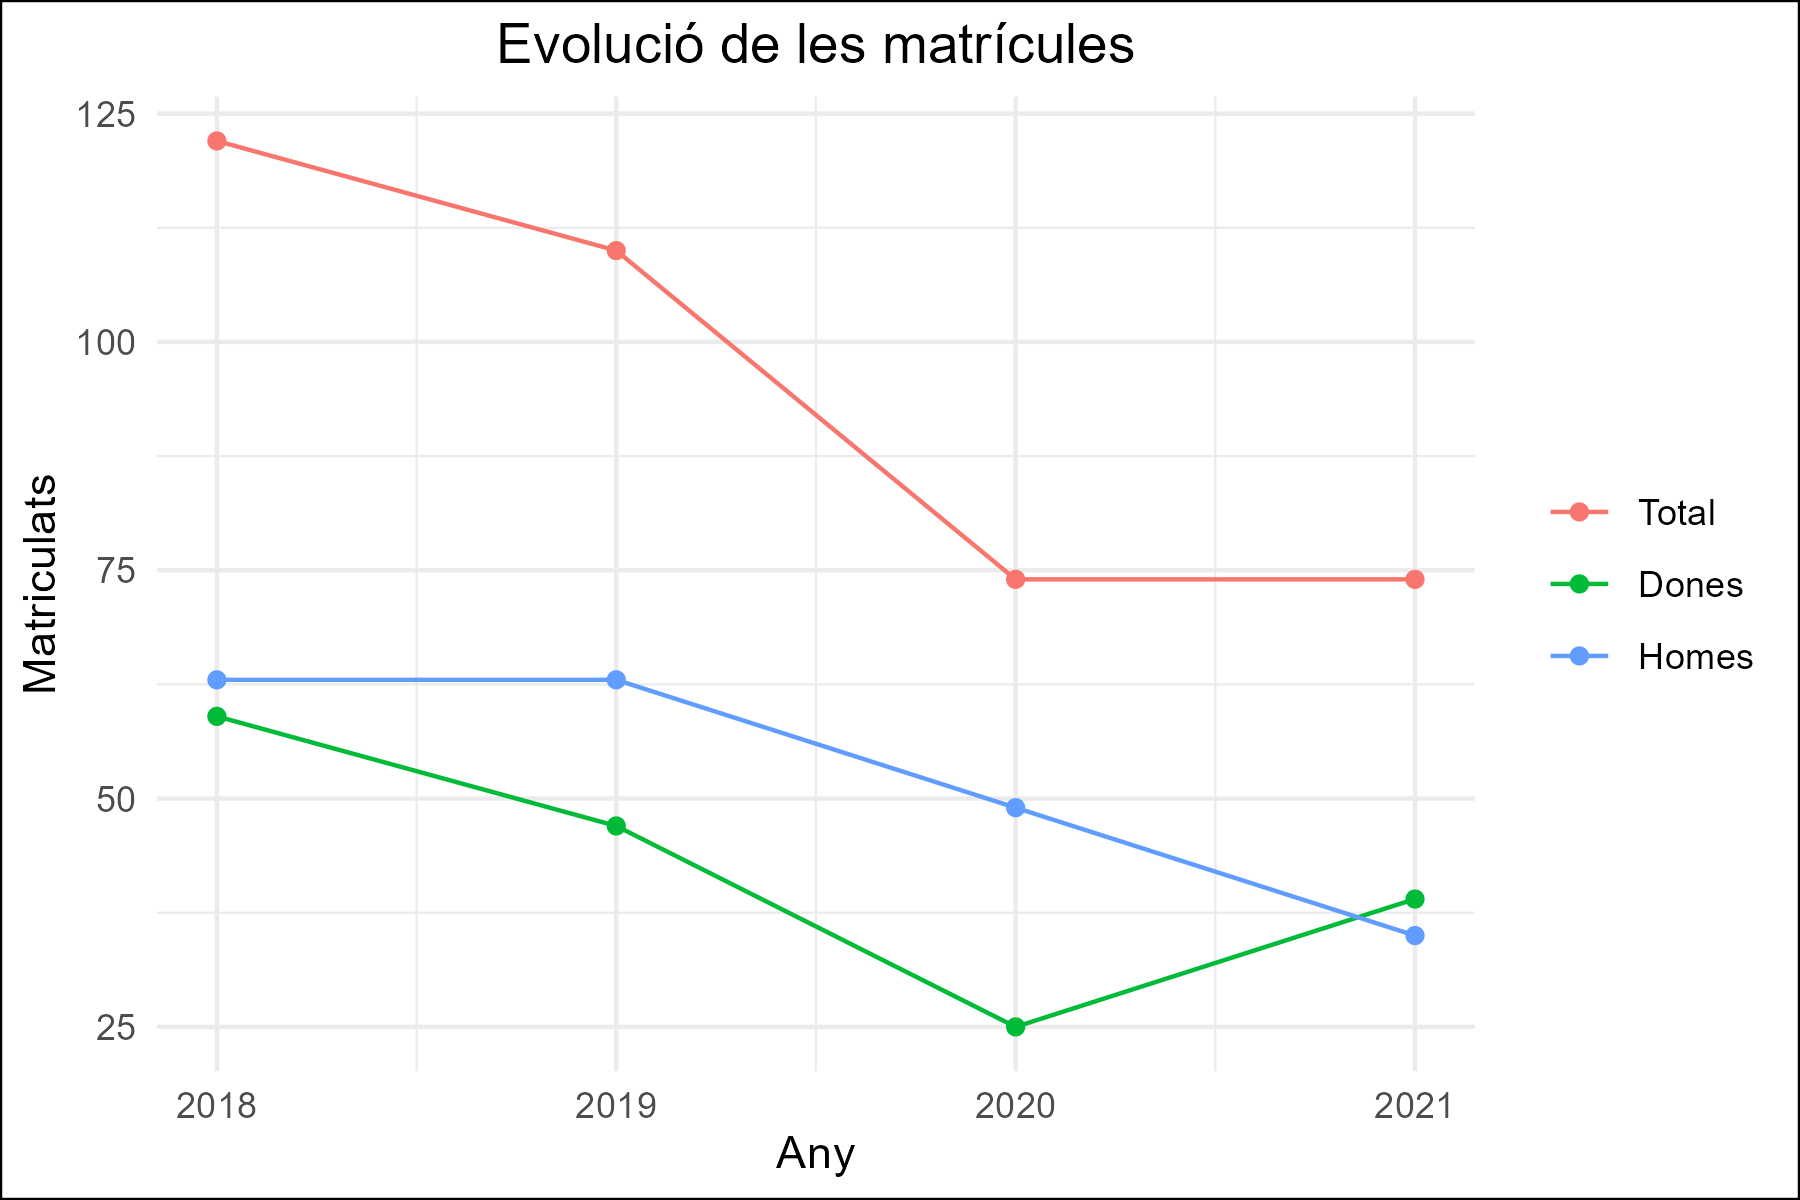 Evolució de les matrícules
125
100
75
50
25
Matriculats
2018 2019 2020 2021
Any
Total
Dones
Homes